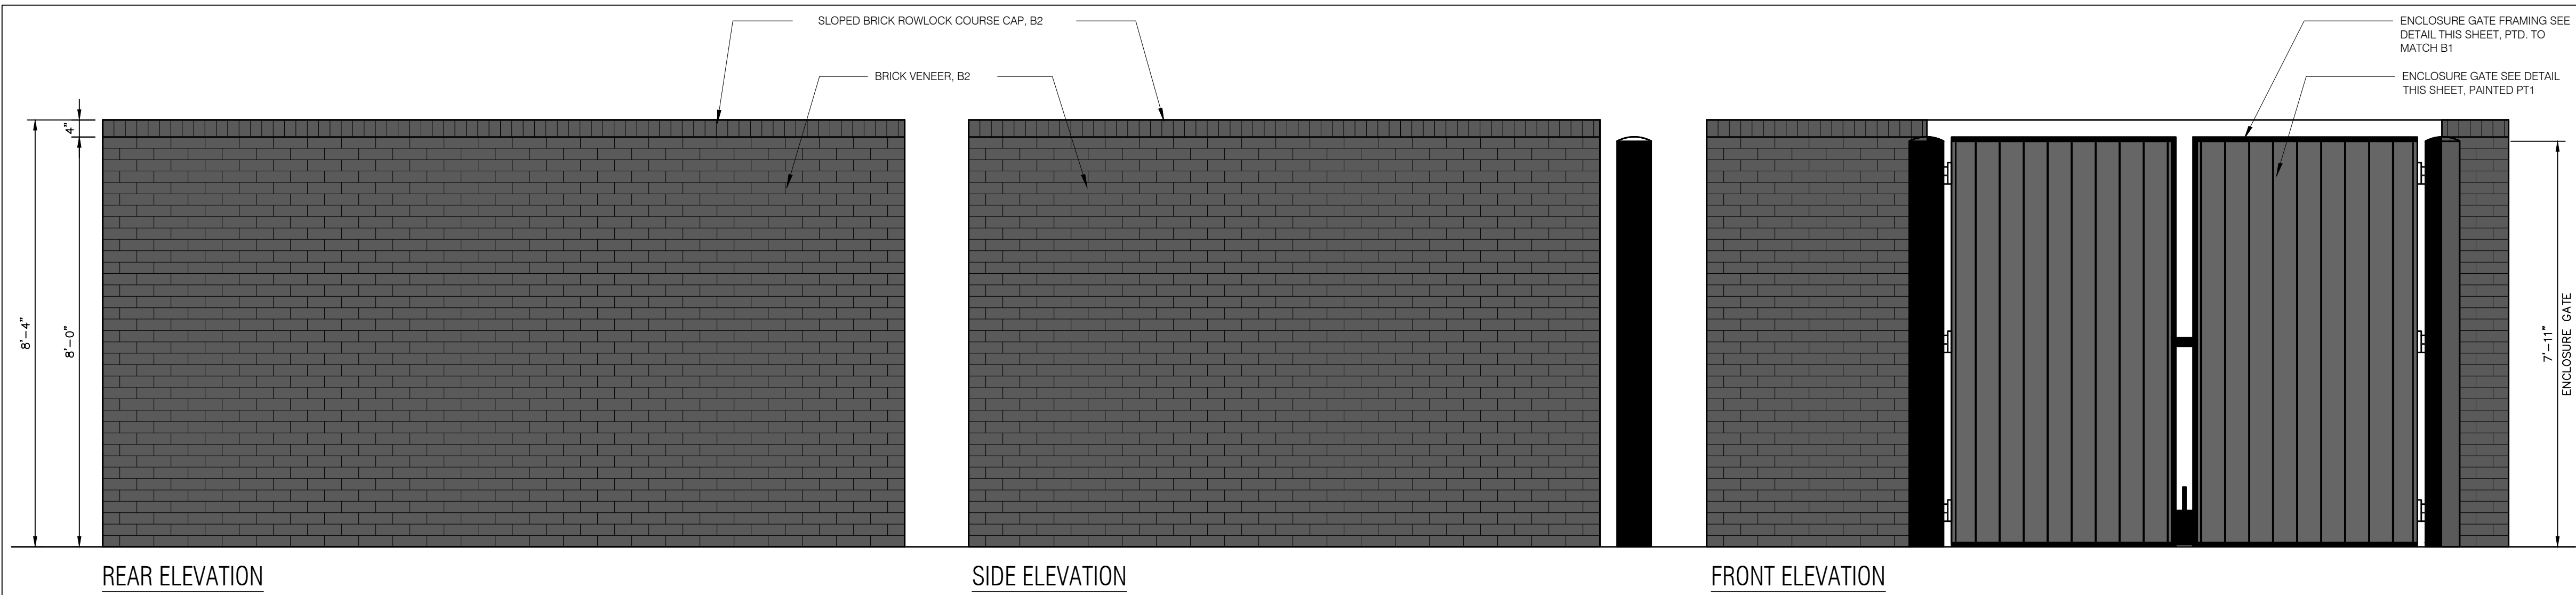 SLOPED BRICK ROWLOCK COURSE CAP, B2
BRICK VENEER, B2
ENCLOSURE GATE FRAMING SEE
DETAIL THIS SHEET, PTD. TO
MATCH B1
ENCLOSURE GATE SEE DETAIL
THIS SHEET, PAINTED PT1
4"
8'-4"
8'-0"
7'-11"
ENCLOSURE GATE
REAR ELEVATION
SIDE ELEVATION
FRONT ELEVATION